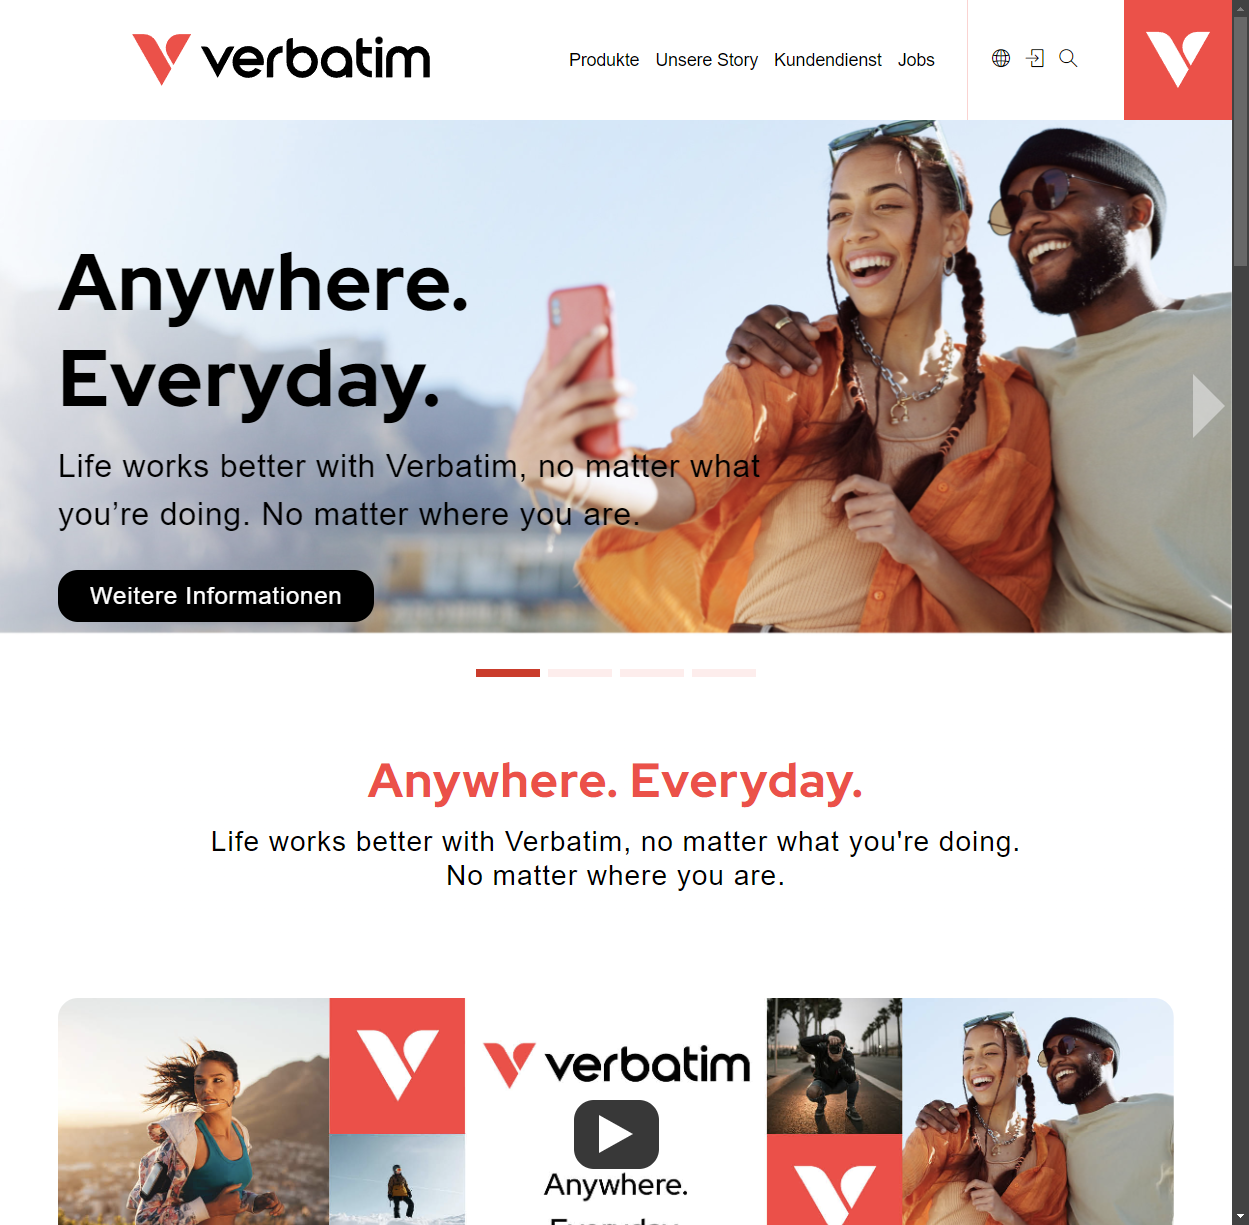 verbatim
Produkte Unsere Story Kundendienst Jobs
Anywhere.
Everyday.
Life works better with Verbatim, no matter what
you’re doing. No matter where you are.
Weitere Informationen
Anywhere. Everyday.
Life works better with Verbatim, no matter what you're doing.
No matter where you are.
verbatim
Anywhere.
Everyday.